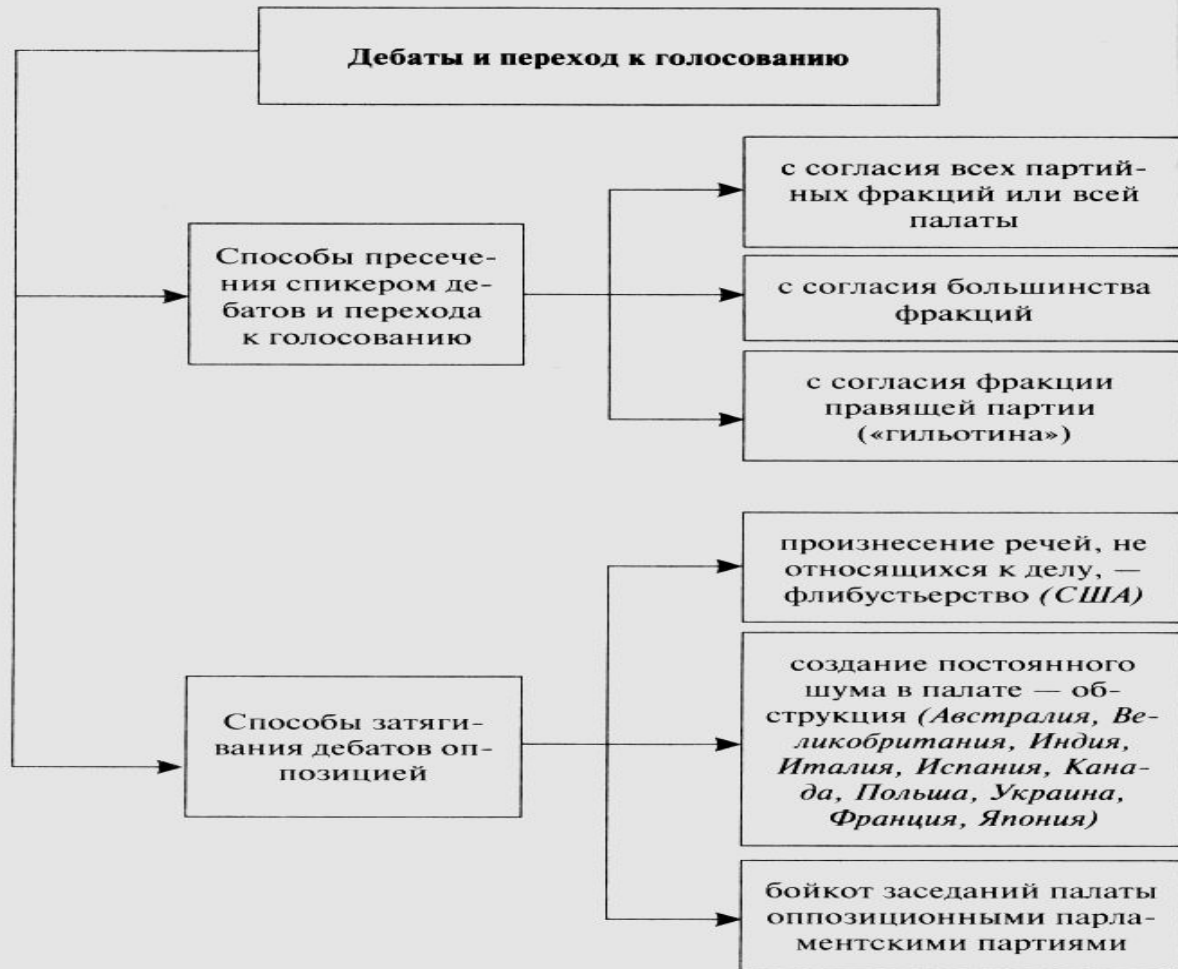 Дебаты и переход к голосованию
Способы пресече-
ния спикером де-
батов и перехода
к голосованию
с согласия всех партий-
ных фракций или всей
палаты
с согласия большинства
фракций
с согласия фракции
правящей партии
(«гильотина»)
Способы затяги-
вания дебатов оп-
позицией
произнесение речей, не
относящихся к делу, —
флибустьерство (США)
создание постоянного
шума в палате — об-
струкция (Австралия, Ве-
ликобритания, Индия,
Италия, Испания, Кана-
да, Польша, Украина,
Франция, Япония)
бойкот заседаний палаты
оппозиционными парла-
ментскими партиями